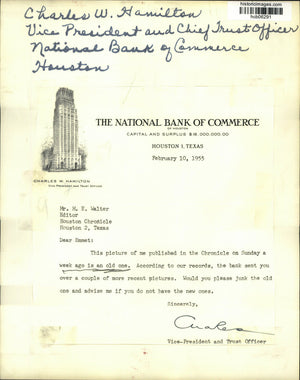 historicimages.com
hub06291
Charles W. Hamilton
Vice President and Chief Trust Officer
National Bank of Commerce
Houston
THE NATIONAL BANK OF COMMERCE
OF HOUSTON
CAPITAL AND SURPLUS $16,000,000.00
HOUSTON 1, TEXAS
February 10, 1955
CHARLES W. HAMILTON
VICE PRESIDENT AND TRUST OFFICER
Mr. M. E. Walter
Editor
Houston Chronicle
Houston 2, Texas
Dear Emmet:
This picture of me published in the Chronicle on Sunday a
week ago is an old one. According to our records, the bank sent you
over a couple of more recent pictures. Would you please junk the old
ones and advise me if you do not have the new ones.
Sincerely,
Charles
Vice-President and Trust Officer